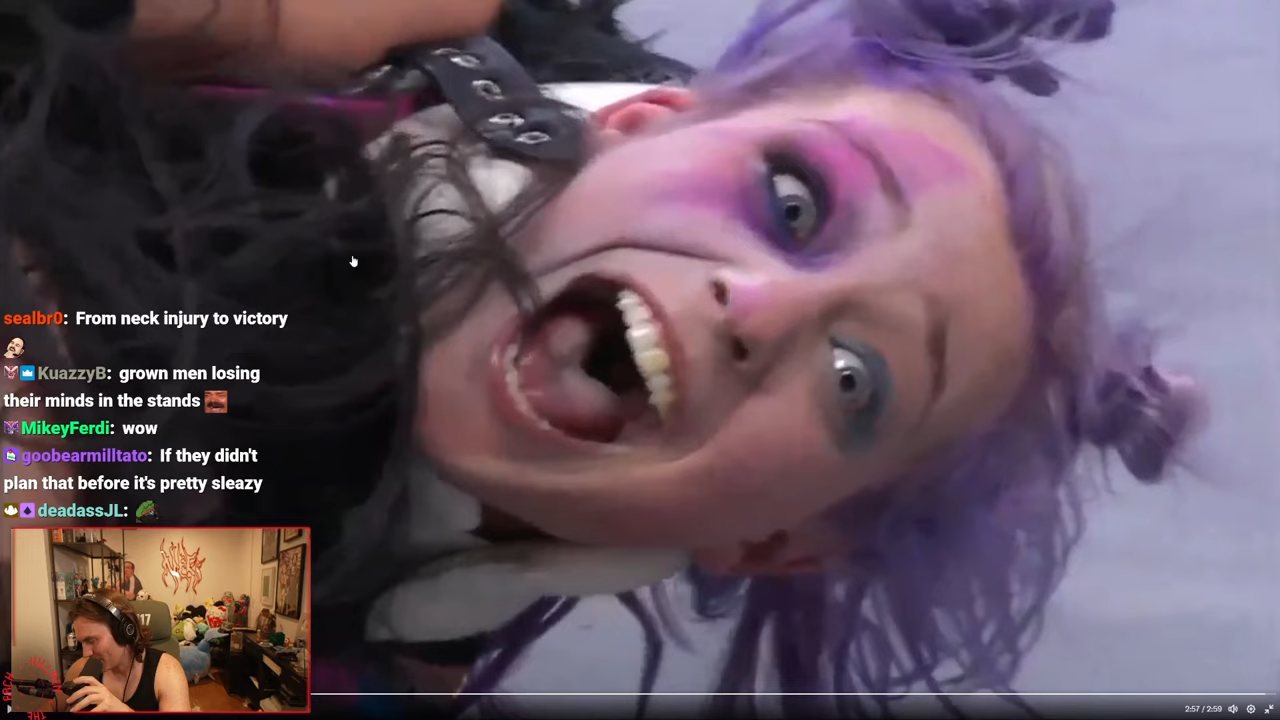 sealbr0: From neck injury to victory
KuazzyB: grown men losing
their minds in the stands
MikeyFerdi: wow
goobearmilltato: If they didn't
plan that before it's pretty sleazy
deadassJL:
17
2:57 / 2:59